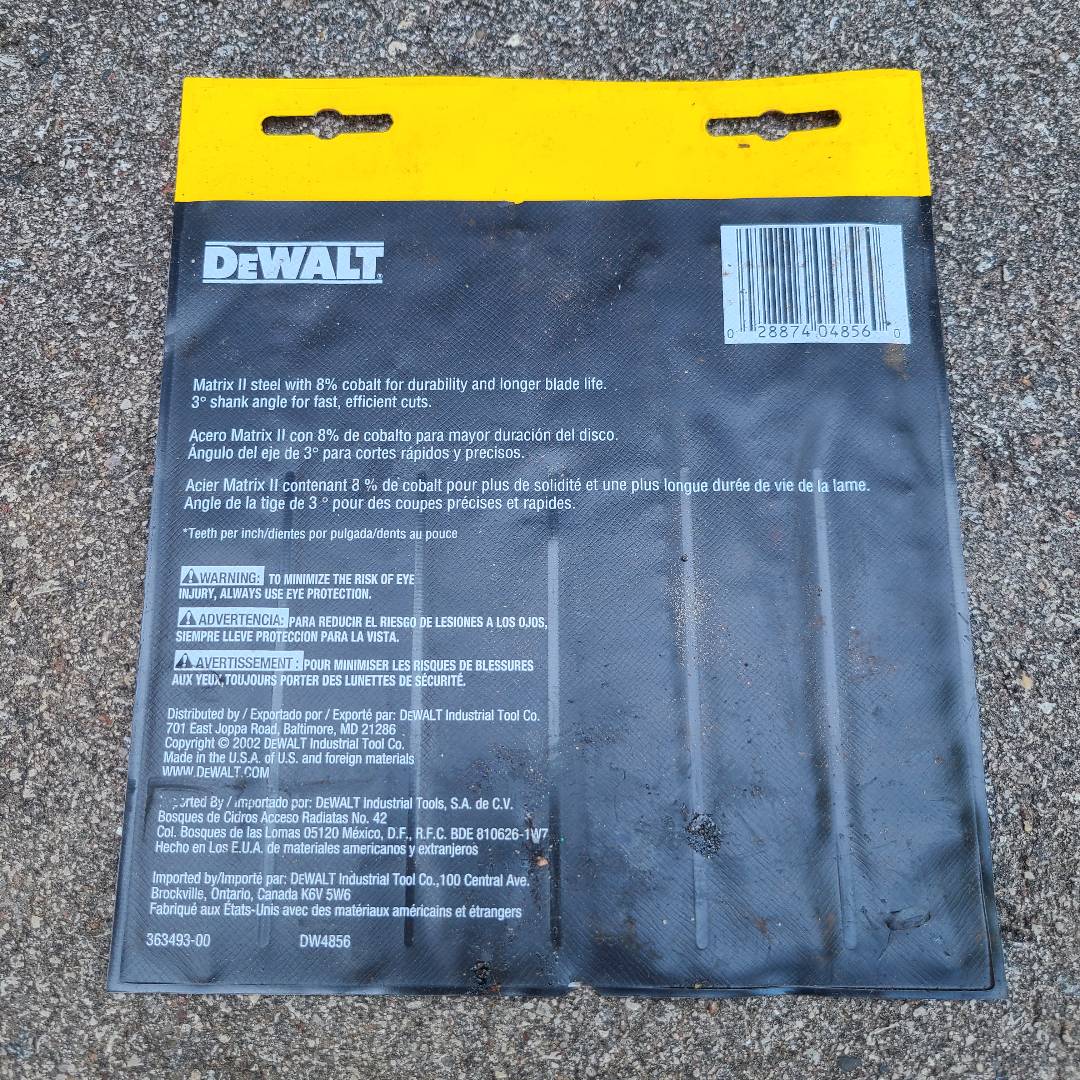 DEWALT®
0 28874 04856 0
Matrix II steel with 8% cobalt for durability and longer blade life.
3° shank angle for fast, efficient cuts.
Acero Matrix II con 8% de cobalto para mayor duración del disco.
Ángulo del eje de 3° para cortes rápidos y precisos.
Acier Matrix II contenant 8 % de cobalt pour plus de solidité et une plus longue durée de vie de la lame.
Angle de la tige de 3 ° pour des coupes précises et rapides.
*Teeth per inch/dientes por pulgada/dents au pouce
WARNING: TO MINIMIZE THE RISK OF EYE
INJURY, ALWAYS USE EYE PROTECTION.
ADVERTENCIA: PARA REDUCIR EL RIESGO DE LESIONES A LOS OJOS,
SIEMPRE LLEVE PROTECCION PARA LA VISTA.
AVERTISSEMENT : POUR MINIMISER LES RISQUES DE BLESSURES
AUX YEUX,TOUJOURS PORTER DES LUNETTES DE SÉCURITÉ.
Distributed by / Exportado por / Exporté par: DEWALT Industrial Tool Co.
701 East Joppa Road, Baltimore, MD 21286
Copyright © 2002 DEWALT Industrial Tool Co.
Made in the U.S.A. of U.S. and foreign materials
WWW.DEWALT.COM
By / Importado por: DEWALT Industrial Tools, S.A. de C.V.
Bosques de Cidros Acceso Radiatas No. 42
Col. Bosques de las Lomas 05120 México, D.F., R.F.C. BDE 810626-1W7
Hecho en Los E.U.A. de materiales americanos y extranjeros
Imported by/Importé par: DEWALT Industrial Tool Co.,100 Central Ave.
Brockville, Ontario, Canada K6V 5W6
Fabriqué aux États-Unis avec des matériaux américains et étrangers
363493-00 DW4856